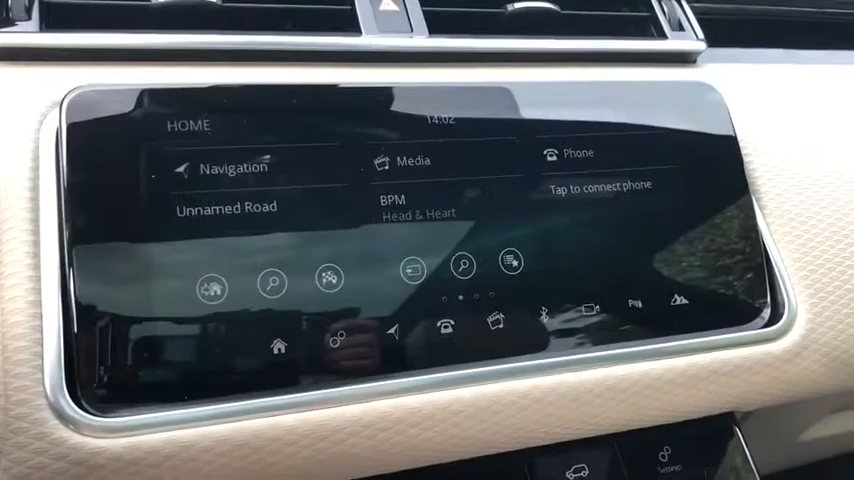 HOME
14:02
Navigation
Media
Phone
Unnamed Road
BPM
Head & Heart
Tap to connect phone
Settings